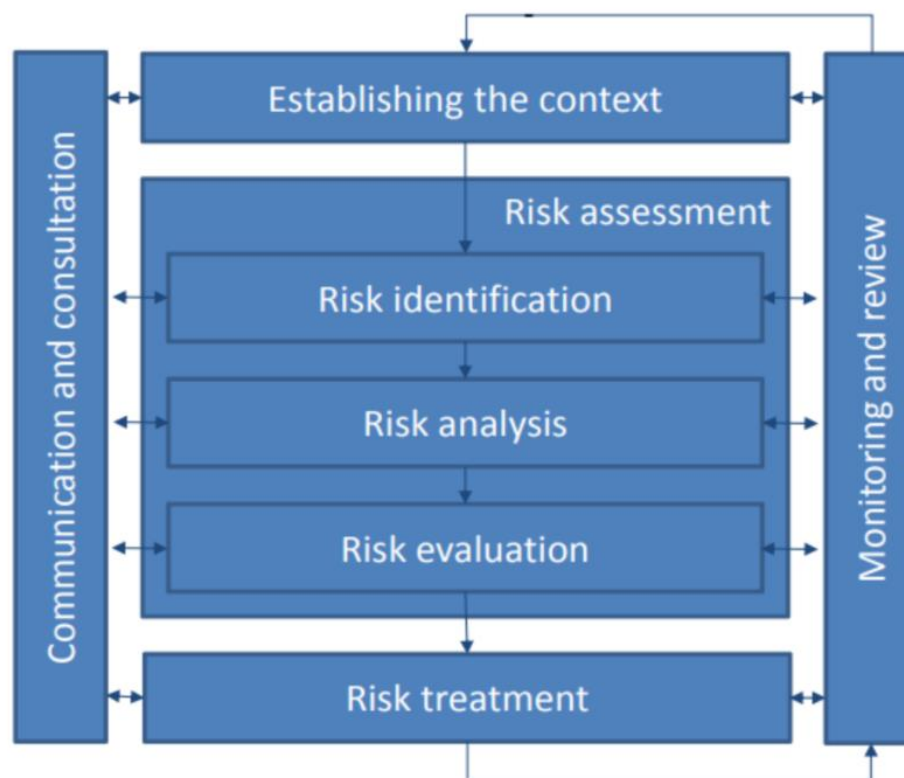 Establishing the context
Communication and consultation
Risk assessment
Risk identification
Risk analysis
Risk evaluation
Risk treatment
Monitoring and review